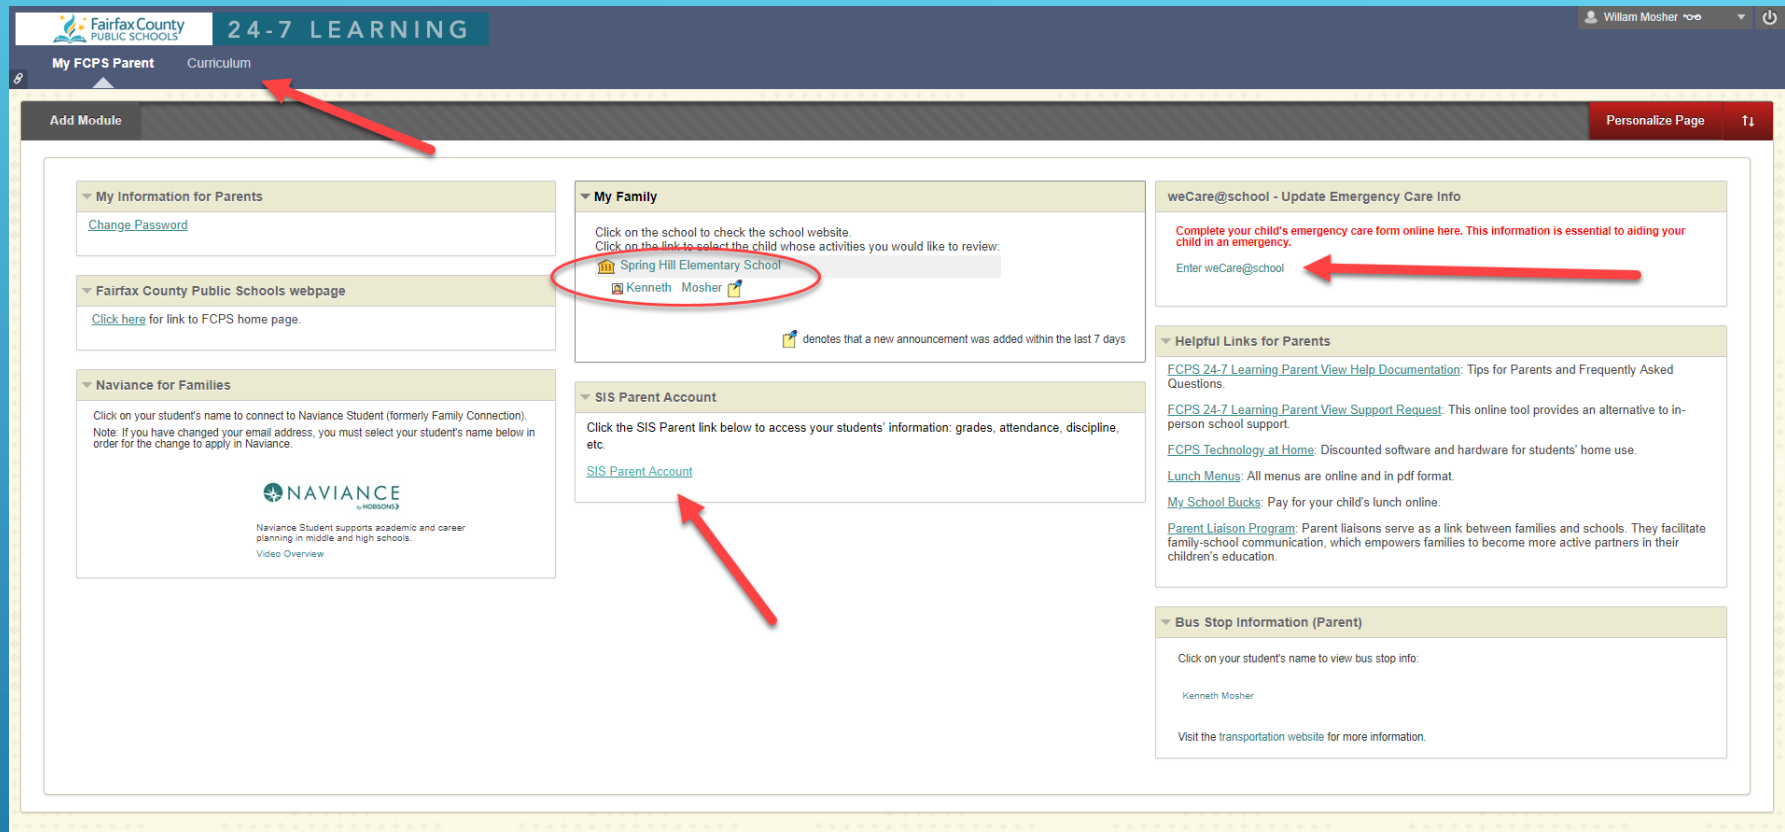 Fairfax County
PUBLIC SCHOOLS
24-7 LEARNING
Willam Mosher
My FCPS Parent
Curriculum
Add Module
Personalize Page
My Information for Parents
Change Password
Fairfax County Public Schools webpage
Click here for link to FCPS home page.
Naviance for Families
Click on your student's name to connect to Naviance Student (formerly Family Connection).
Note: If you have changed your email address, you must select your student's name below in
order for the change to apply in Naviance.
NAVIANCE
by HOBSONS
Naviance Student supports academic and career
planning in middle and high schools.
Video Overview
My Family
Click on the school to check the school website.
Click on the link to select the child whose activities you would like to review:
Spring Hill Elementary School
Kenneth Mosher
denotes that a new announcement was added within the last 7 days
SIS Parent Account
Click the SIS Parent link below to access your students' information: grades, attendance, discipline,
etc.
SIS Parent Account
weCare@school - Update Emergency Care Info
Complete your child's emergency care form online here. This information is essential to aiding your
child in an emergency.
Enter weCare@school
Helpful Links for Parents
FCPS 24-7 Learning Parent View Help Documentation: Tips for Parents and Frequently Asked
Questions.
FCPS 24-7 Learning Parent View Support Request: This online tool provides an alternative to in-
person school support.
FCPS Technology at Home: Discounted software and hardware for students' home use.
Lunch Menus: All menus are online and in pdf format.
My School Bucks: Pay for your child's lunch online.
Parent Liaison Program: Parent liaisons serve as a link between families and schools. They facilitate
family-school communication, which empowers families to become more active partners in their
children's education.
Bus Stop Information (Parent)
Click on your student's name to view bus stop info:
Kenneth Mosher
Visit the transportation website for more information.